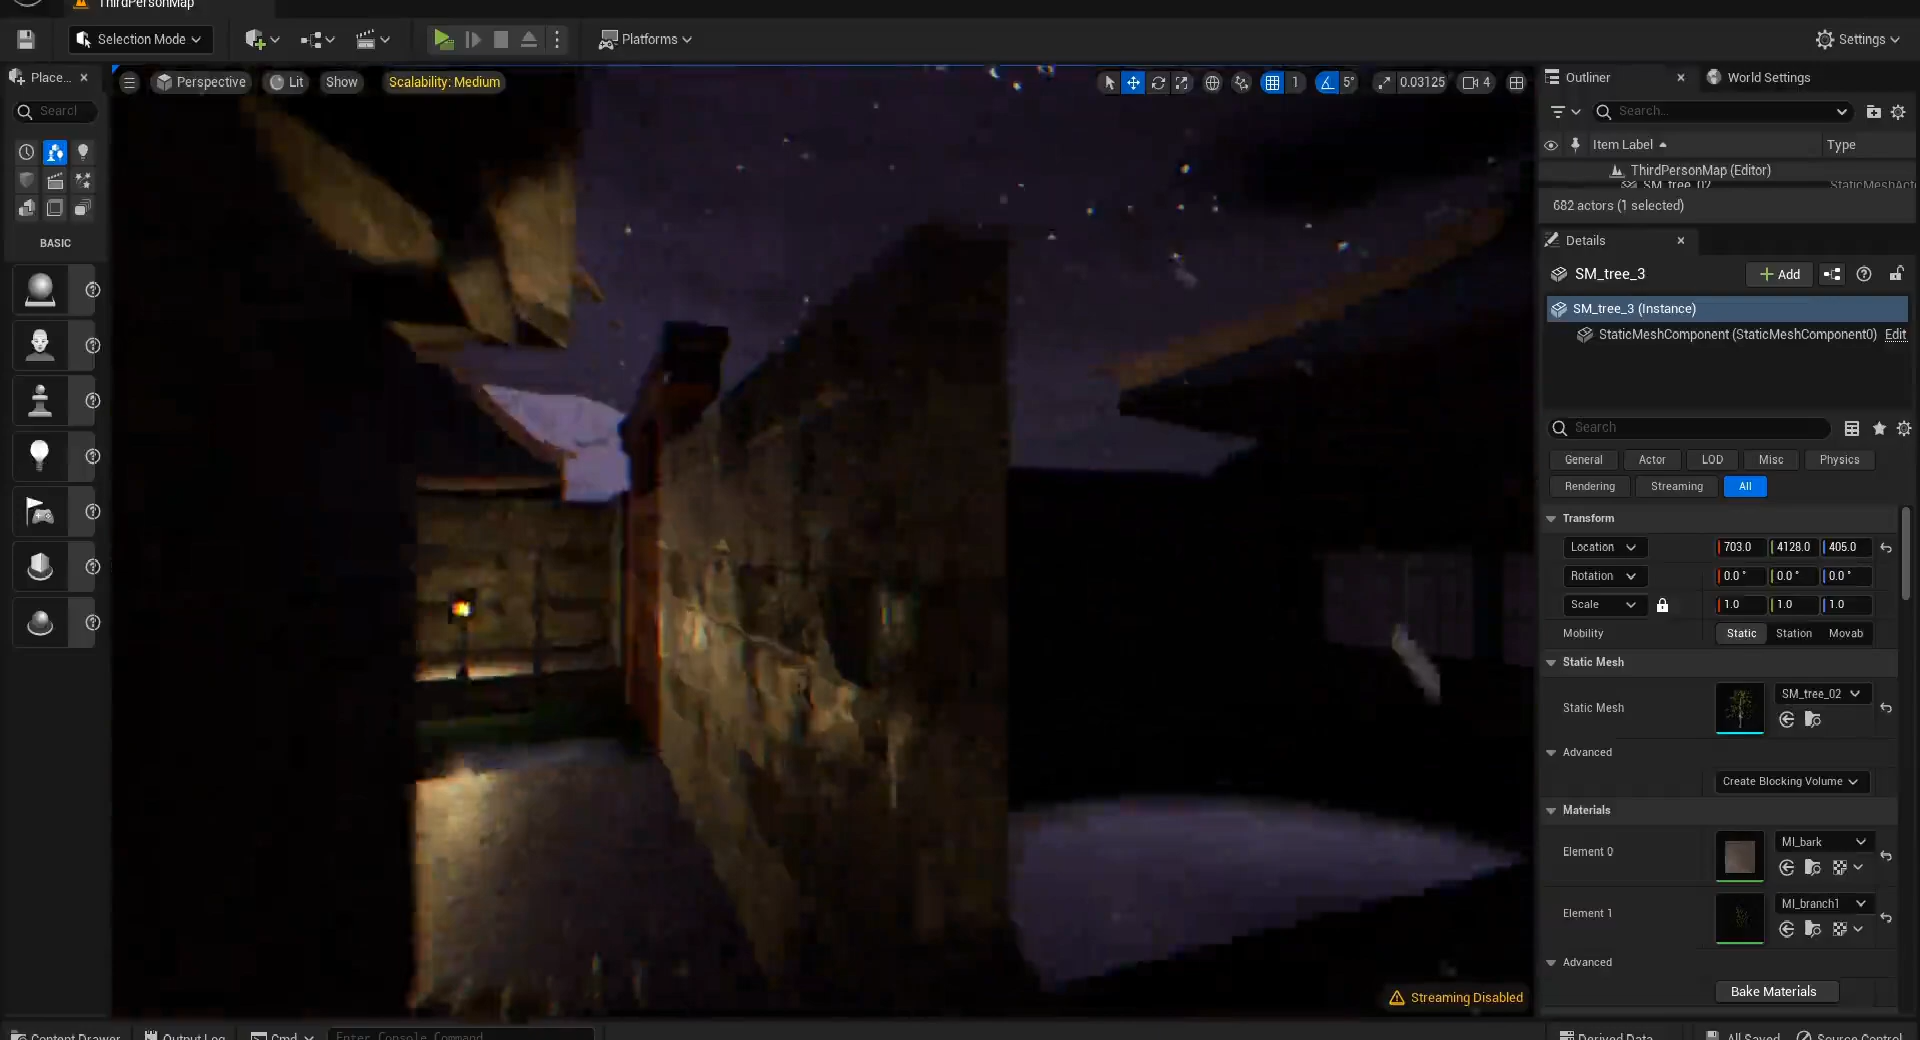 ThirdPersonMap
Selection Mode
Platforms
Settings
Place...
Search
BASIC
Perspective
Lit
Show
Scalability: Medium
1
5°
0.03125
4
Streaming Disabled
Outliner
World Settings
Search...
Item Label
Type
ThirdPersonMap (Editor)
SM_tree_02
StaticMeshAct
682 actors (1 selected)
Details
SM_tree_3
Add
SM_tree_3 (Instance)
StaticMeshComponent (StaticMeshComponent0)
Edit
Search
General
Actor
LOD
Misc
Physics
Rendering
Streaming
All
Transform
Location
703.0
4128.0
405.0
Rotation
0.0 °
0.0 °
0.0 °
Scale
1.0
1.0
1.0
Mobility
Static
Station
Movab
Static Mesh
Static Mesh
SM_tree_02
Advanced
Create Blocking Volume
Materials
Element 0
MI_bark
Element 1
MI_branch1
Advanced
Bake Materials
Content Drawer
Output Log
Cmd
Enter Console Command
Derived Data
All Saved
Source Control